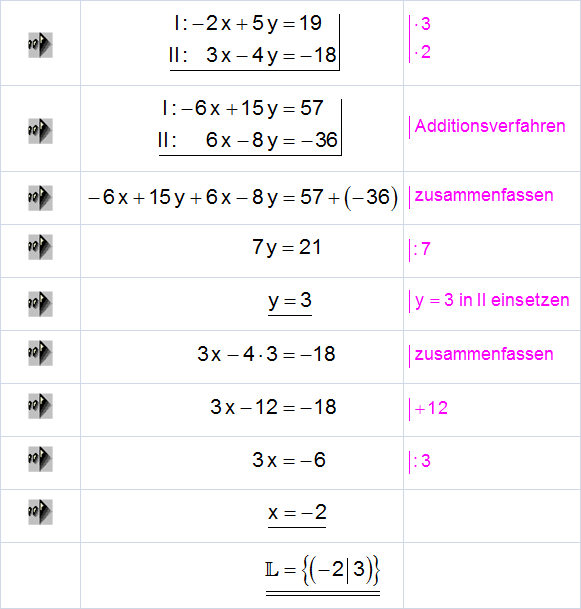 I: −2x + 5y = 19 | ·3
II: 3x − 4y = −18 | ·2
I: −6x + 15y = 57
II: 6x − 8y = −36 | Additionsverfahren
−6x + 15y + 6x − 8y = 57 + (−36) | zusammenfassen
7y = 21 | : 7
y = 3 | y = 3 in II einsetzen
3x − 4·3 = −18 | zusammenfassen
3x − 12 = −18 | +12
3x = −6 | : 3
x = −2
𝕃 = {(−2|3)}